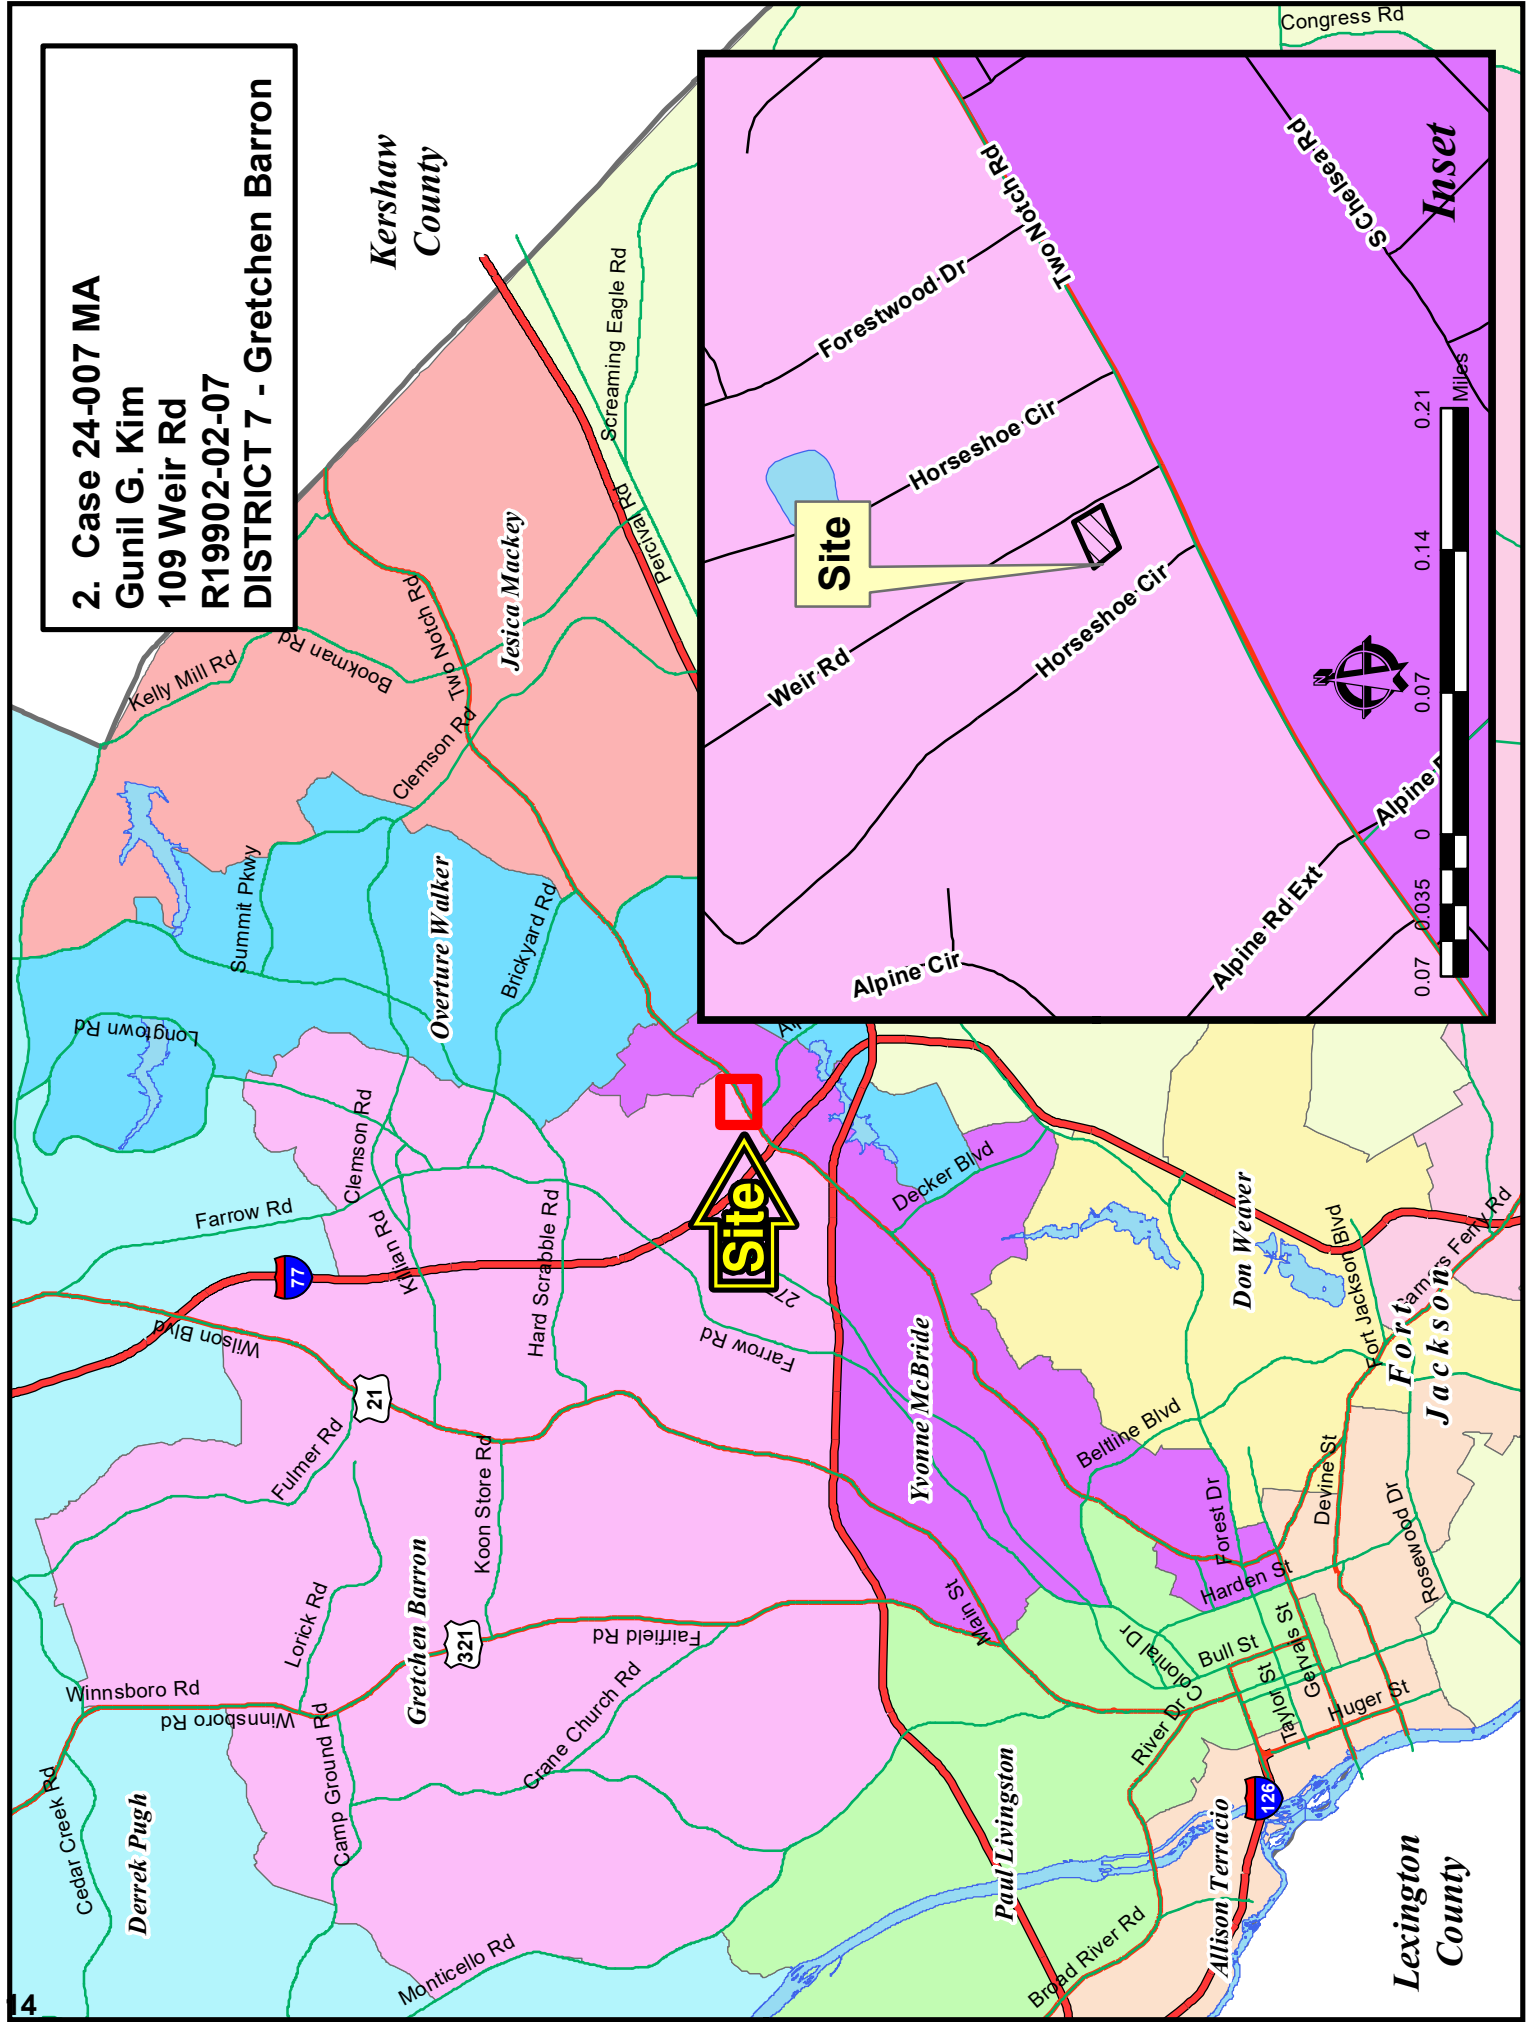 14
2. Case 24-007 MA
Gunil G. Kim
109 Weir Rd
R19902-02-07
DISTRICT 7 - Gretchen Barron
Kershaw
County
Congress Rd
Kelly Mill Rd
Bookman Rd
Two Notch Rd
Jesica Mackey
Percival Rd
Screaming Eagle Rd
Clemson Rd
Summit Pkwy
Overture Walker
Brickyard Rd
Longtown Rd
Clemson Rd
Farrow Rd
Killian Rd
Hard Scrabble Rd
77
Wilson Blvd
21
Fulmer Rd
Koon Store Rd
Farrow Rd
277
Site
Lorick Rd
Gretchen Barron
321
Fairfield Rd
Winnsboro Rd
Winnsboro Rd
Camp Ground Rd
Crane Church Rd
Cedar Creek Rd
Derrek Pugh
Monticello Rd
Decker Blvd
Yvonne McBride
Don Weaver
Beltline Blvd
Fort Jackson Blvd
Garners Ferry Rd
Fort
Jackson
Forest Dr
Devine St
Rosewood Dr
Harden St
Main St
Colonial Dr
Bull St
Gervais St
Taylor St
Huger St
River Dr
126
Paul Livingston
Allison Terracio
Broad River Rd
Lexington
County
Two Notch Rd
Forestwood Dr
Horseshoe Cir
Site
Weir Rd
Horseshoe Cir
S Chelsea Rd
Inset
Alpine Cir
Alpine Rd Ext
Alpine
N
0.07 0.035 0 0.07 0.14 0.21
Miles